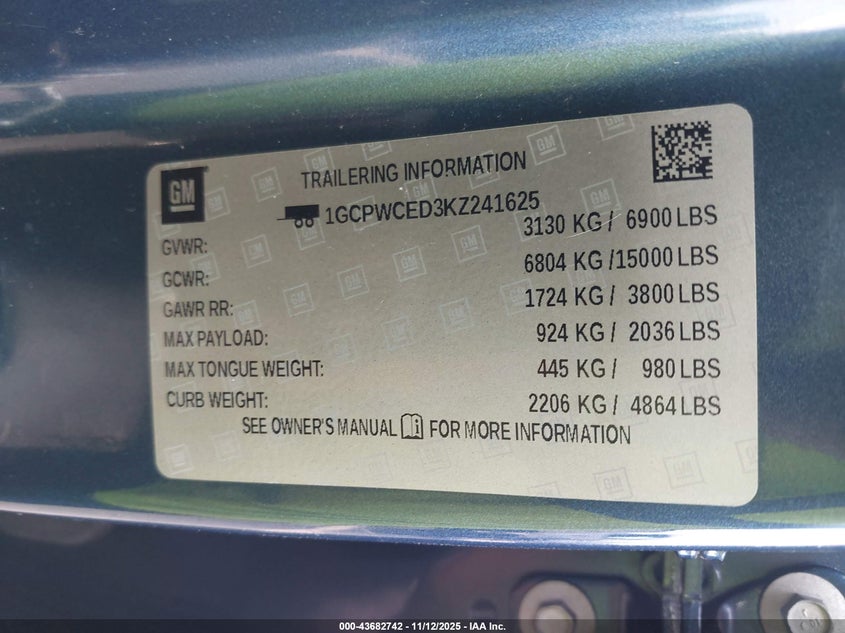 GM
TRAILERING INFORMATION
1GCPWCED3KZ241625
GVWR: 3130 KG / 6900 LBS
GCWR: 6804 KG /15000 LBS
GAWR RR: 1724 KG / 3800 LBS
MAX PAYLOAD: 924 KG / 2036 LBS
MAX TONGUE WEIGHT: 445 KG / 980 LBS
CURB WEIGHT: 2206 KG / 4864 LBS
SEE OWNER'S MANUAL FOR MORE INFORMATION
000-43682742 - 11/12/2025 - IAA Inc.